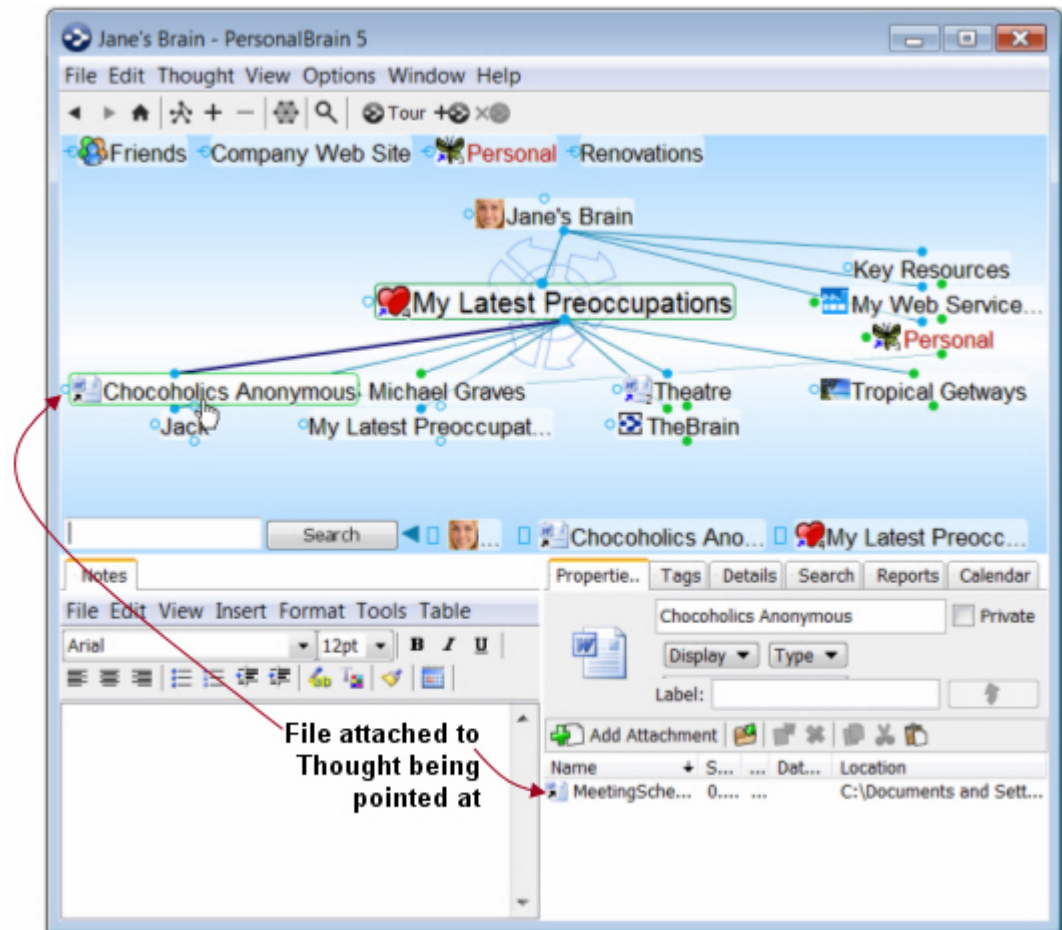 Jane's Brain - PersonalBrain 5
File Edit Thought View Options Window Help
Tour
Friends Company Web Site Personal Renovations
Jane's Brain
Key Resources
My Latest Preoccupations
My Web Service...
Personal
Chocoholics Anonymous Michael Graves Theatre Tropical Getways
Jack My Latest Preoccupat... TheBrain
Search ... Chocoholics Ano... My Latest Preocc...
Notes Propertie.. Tags Details Search Reports Calendar
File Edit View Insert Format Tools Table
Chocoholics Anonymous Private
Arial 12pt B I U
Display Type
Label:
File attached to
Thought being
pointed at
Add Attachment
Name S... ... Dat... Location
MeetingSche... 0.... ... C:\Documents and Sett...